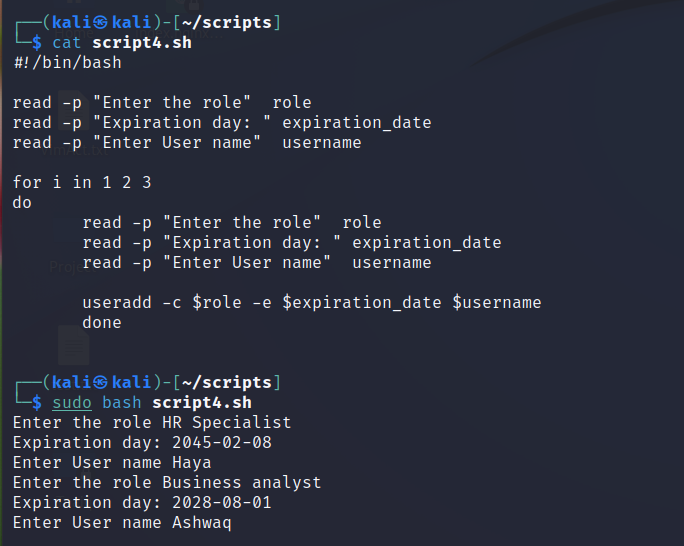 ┌──(kali㉿kali)-[~/scripts]
└─$ cat script4.sh
#!/bin/bash

read -p "Enter the role"  role
read -p "Expiration day: " expiration_date
read -p "Enter User name"  username

for i in 1 2 3
do
       read -p "Enter the role"  role
       read -p "Expiration day: " expiration_date
       read -p "Enter User name"  username

       useradd -c $role -e $expiration_date $username
       done

┌──(kali㉿kali)-[~/scripts]
└─$ sudo bash script4.sh
Enter the role HR Specialist
Expiration day: 2045-02-08
Enter User name Haya
Enter the role Business analyst
Expiration day: 2028-08-01
Enter User name Ashwaq